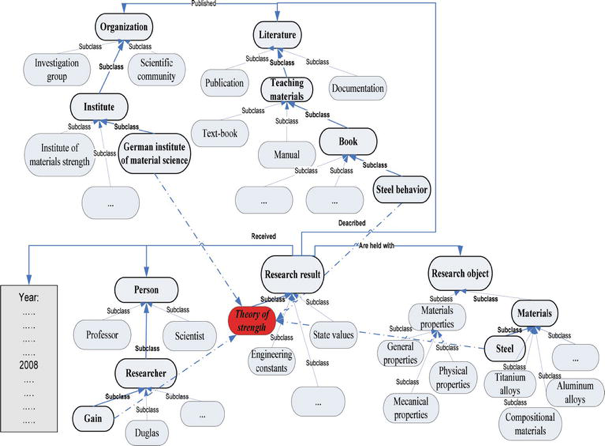 Published
Organization
Literature
Subclass
Subclass
Subclass
Subclass
Subclass
Subclass
Investigation
group
Scientific
community
Publication
Teaching
materials
Documentation
Institute
Subclass
Subclass
Subclass
Subclass
Subclass
Subclass
Institute of
materials strength
German institute
of material science
Text-book
Manual
Book
Subclass
Subclass
Subclass
...
...
...
Steel behavior
Deacribed
Received
Are held with
Year:
.....
.....
.....
.....
2008
....
....
.....
.....
Person
Research result
Research object
Subclass
Subclass
Subclass
Subclass
Subclass
Subclass
Professor
Scientist
Theory of
strength
State values
Materials
properties
Materials
Subclass
Subclass
Subclass
Subclass
Subclass
Engineering
constants
General
properties
Steel
...
Researcher
Physical
properties
Titanium
alloys
Aluminum
alloys
Subclass
Subclass
Subclass
Subclass
Subclass
Gain
Duglas
...
...
Mecanical
properties
Compositional
materials